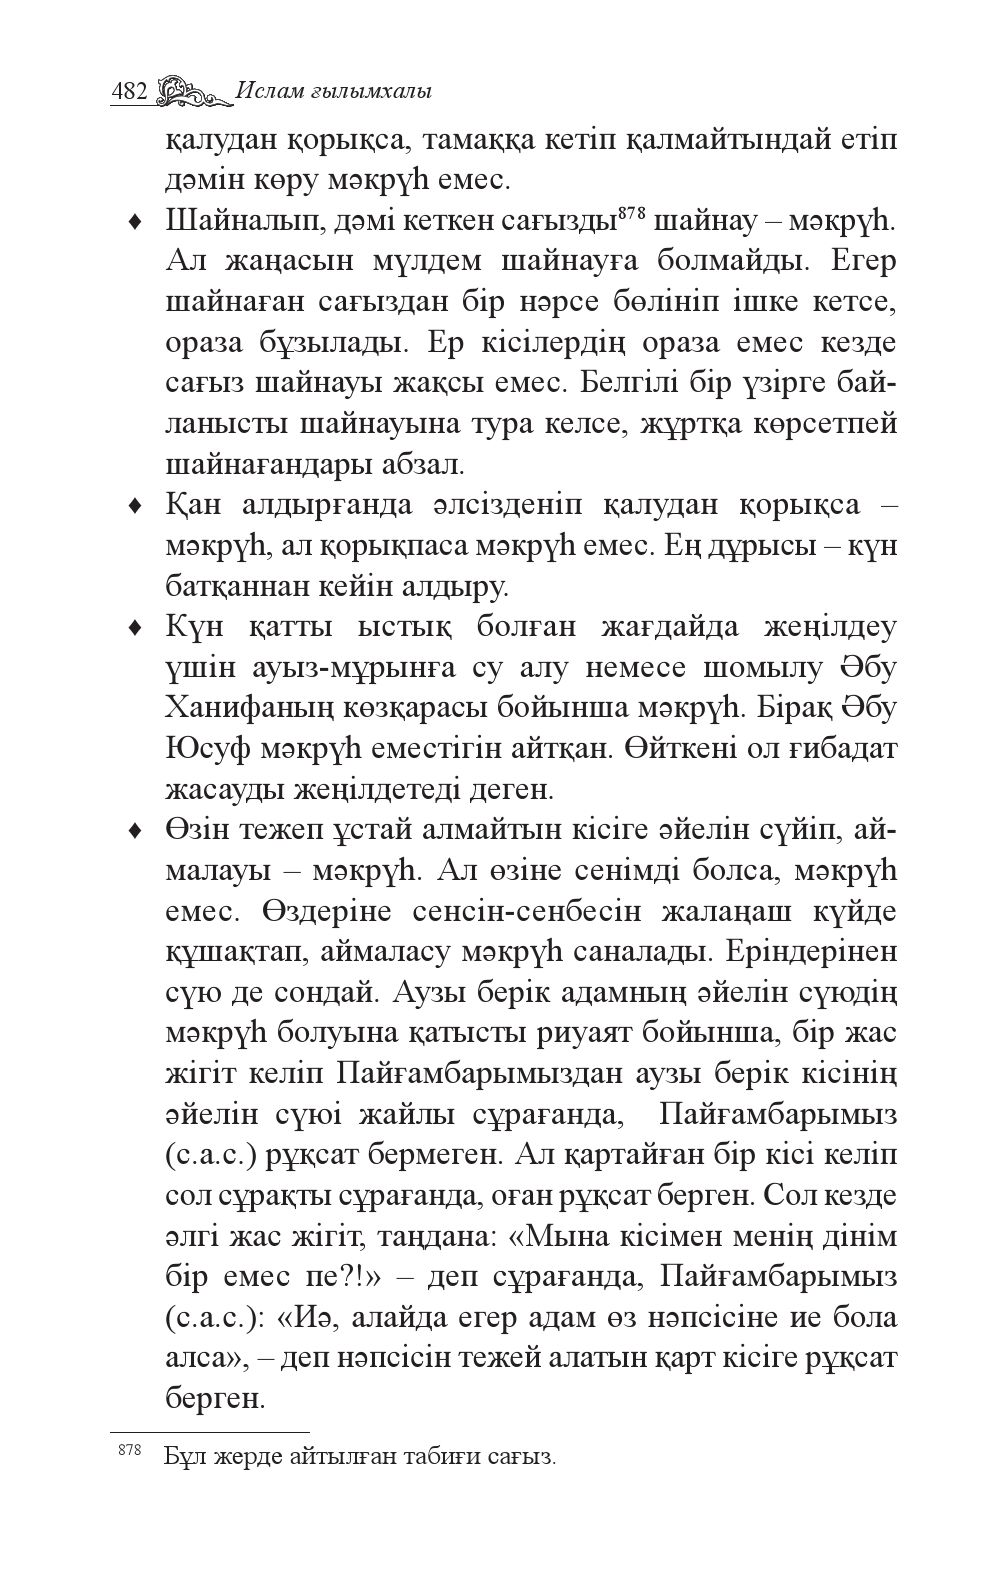 482 Ислам ғылымхалы
қалудан қорықса, тамаққа кетіп қалмайтындай етіп
дәмін көру мәкрүһ емес.
♦ Шайналып, дәмі кеткен сағызды⁸⁷⁸ шайнау – мәкрүһ.
Ал жаңасын мүлдем шайнауға болмайды. Егер
шайнаған сағыздан бір нәрсе бөлініп ішке кетсе,
ораза бұзылады. Ер кісілердің ораза емес кезде
сағыз шайнауы жақсы емес. Белгілі бір үзірге бай-
ланысты шайнауына тура келсе, жұртқа көрсетпей
шайнағандары абзал.
♦ Қан алдырғанда әлсізденіп қалудан қорықса –
мәкрүһ, ал қорықпаса мәкрүһ емес. Ең дұрысы – күн
батқаннан кейін алдыру.
♦ Күн қатты ыстық болған жағдайда жеңілдеу
үшін ауыз-мұрынға су алу немесе шомылу Әбу
Ханифаның көзқарасы бойынша мәкрүһ. Бірақ Әбу
Юсуф мәкрүһ еместігін айтқан. Өйткені ол ғибадат
жасауды жеңілдетеді деген.
♦ Өзін тежеп ұстай алмайтын кісіге әйелін сүйіп, ай-
малауы – мәкрүһ. Ал өзіне сенімді болса, мәкрүһ
емес. Өздеріне сенсін-сенбесін жалаңаш күйде
құшақтап, аймаласу мәкрүһ саналады. Еріндерінен
сүю де сондай. Аузы берік адамның әйелін сүюдің
мәкрүһ болуына қатысты риуаят бойынша, бір жас
жігіт келіп Пайғамбарымыздан аузы берік кісінің
әйелін сүюі жайлы сұрағанда, Пайғамбарымыз
(с.а.с.) рұқсат бермеген. Ал қартайған бір кісі келіп
сол сұрақты сұрағанда, оған рұқсат берген. Сол кезде
әлгі жас жігіт, таңдана: «Мына кісімен менің дінім
бір емес пе?!» – деп сұрағанда, Пайғамбарымыз
(с.а.с.): «Иә, алайда егер адам өз нәпсісіне ие бола
алса», – деп нәпсісін тежей алатын қарт кісіге рұқсат
берген.
⁸⁷⁸ Бұл жерде айтылған табиғи сағыз.